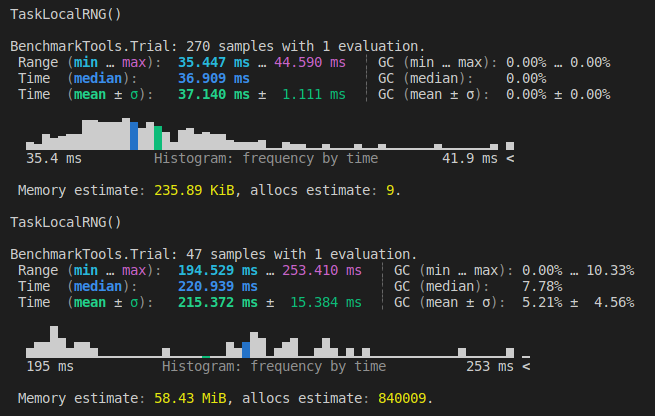 TaskLocalRNG()
BenchmarkTools.Trial: 270 samples with 1 evaluation.
Range (min … max): 35.447 ms … 44.590 ms ┊ GC (min … max): 0.00% … 0.00%
Time (median): 36.909 ms ┊ GC (median): 0.00%
Time (mean ± σ): 37.140 ms ± 1.111 ms ┊ GC (mean ± σ): 0.00% ± 0.00%
35.4 ms Histogram: frequency by time 41.9 ms <
Memory estimate: 235.89 KiB, allocs estimate: 9.
TaskLocalRNG()
BenchmarkTools.Trial: 47 samples with 1 evaluation.
Range (min … max): 194.529 ms … 253.410 ms ┊ GC (min … max): 0.00% … 10.33%
Time (median): 220.939 ms ┊ GC (median): 7.78%
Time (mean ± σ): 215.372 ms ± 15.384 ms ┊ GC (mean ± σ): 5.21% ± 4.56%
195 ms Histogram: frequency by time 253 ms <
Memory estimate: 58.43 MiB, allocs estimate: 840009.